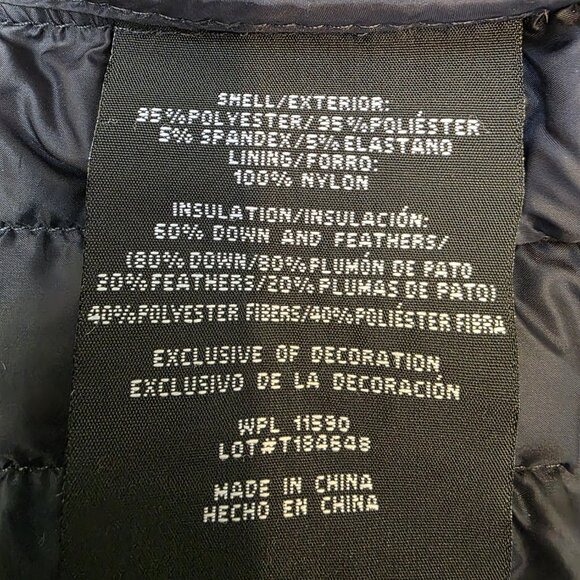 SHELL/EXTERIOR:
95%POLYESTER/95%POLIÉSTER
5% SPANDEX/5% ELASTANO
LINING/FORRO:
100% NYLON
INSULATION/INSULACIÓN:
60% DOWN AND FEATHERS/
(80% DOWN/80% PLUMÓN DE PATO
20%FEATHERS/20% PLUMAS DE PATO)
40%POLYESTER FIBERS/40%POLIÉSTER FIBRA
EXCLUSIVE OF DECORATION
EXCLUSIVO DE LA DECORACIÓN
WPL 11590
LOT#T184648
MADE IN CHINA
HECHO EN CHINA